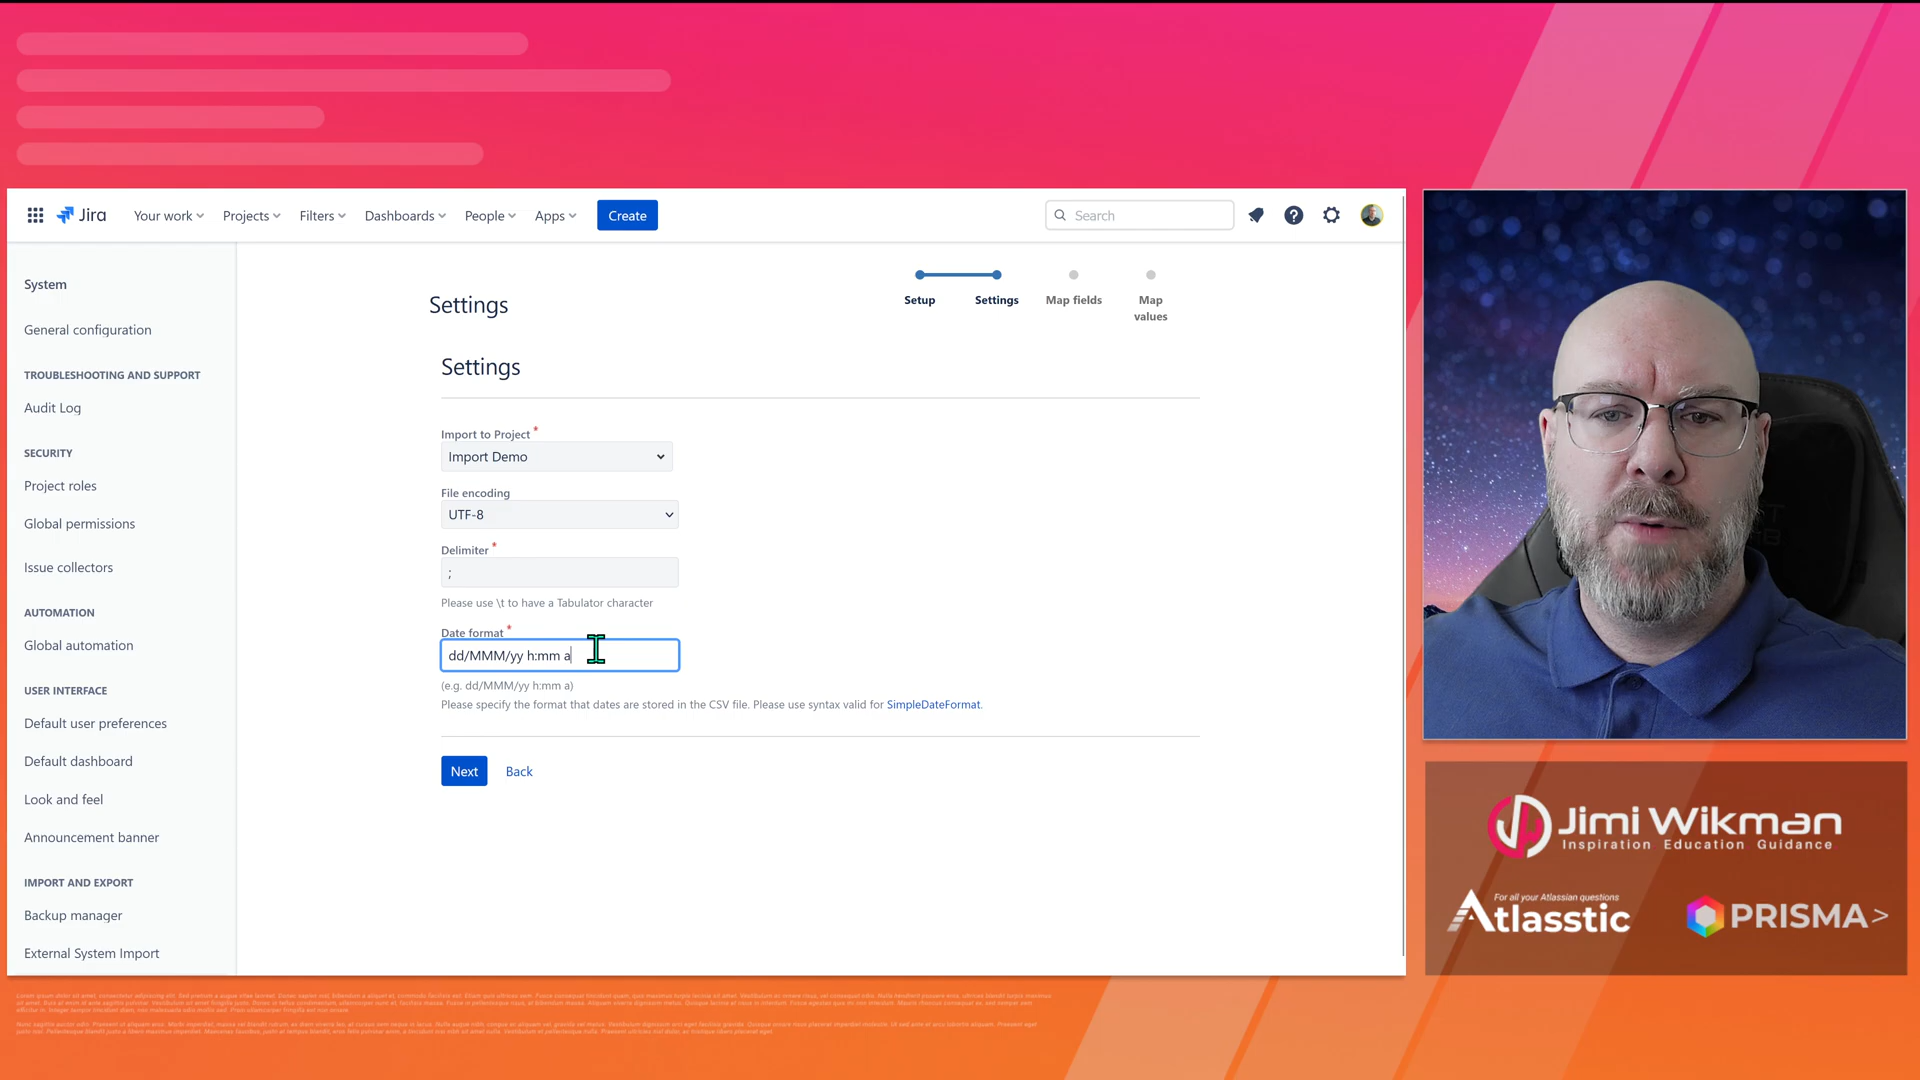 Jira
Your work
Projects
Filters
Dashboards
People
Apps
Create
Search
System
General configuration
TROUBLESHOOTING AND SUPPORT
Audit Log
SECURITY
Project roles
Global permissions
Issue collectors
AUTOMATION
Global automation
USER INTERFACE
Default user preferences
Default dashboard
Look and feel
Announcement banner
IMPORT AND EXPORT
Backup manager
External System Import
Settings
Setup
Settings
Map fields
Map
values
Settings
Import to Project *
Import Demo
File encoding
UTF-8
Delimiter *
;
Please use \t to have a Tabulator character
Date format *
dd/MMM/yy h:mm a
(e.g. dd/MMM/yy h:mm a)
Please specify the format that dates are stored in the CSV file. Please use syntax valid for SimpleDateFormat.
Next
Back
Jimi Wikman
Inspiration Education Guidance
For all your Atlassian questions
Atlasstic
PRISMA>